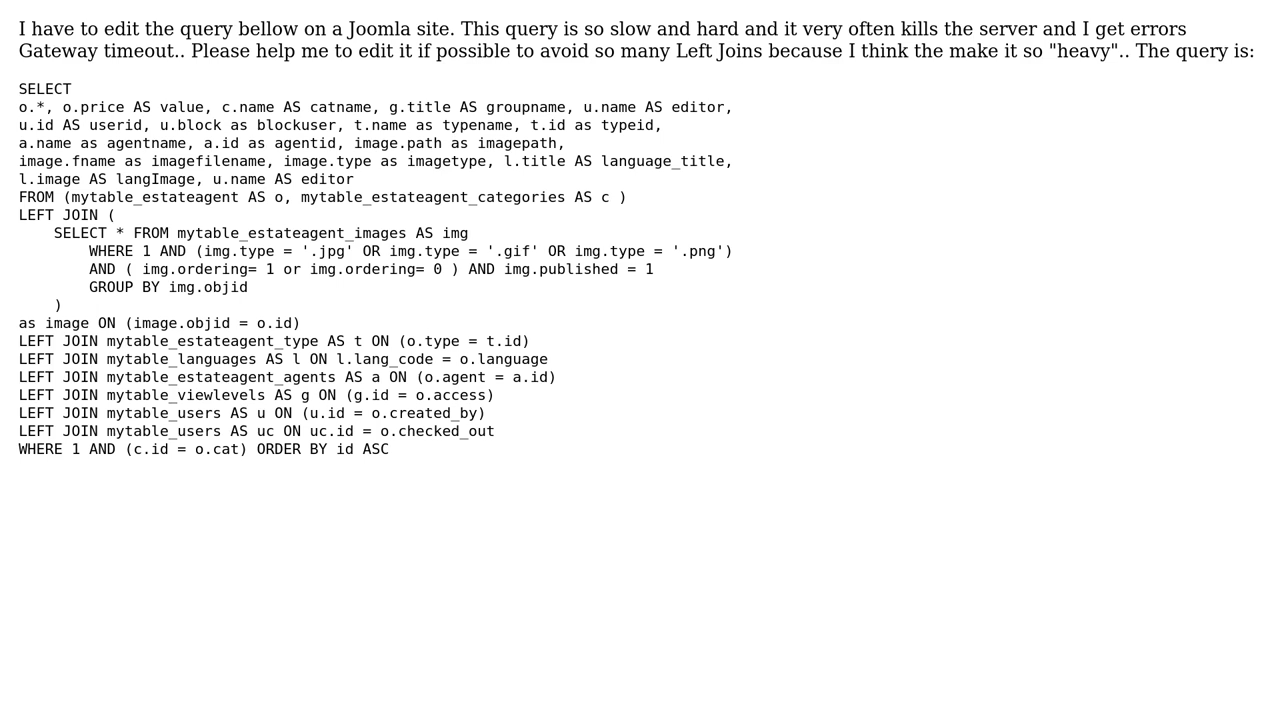 I have to edit the query bellow on a Joomla site. This query is so slow and hard and it very often kills the server and I get errors
Gateway timeout.. Please help me to edit it if possible to avoid so many Left Joins because I think the make it so "heavy".. The query is:
SELECT
o.*, o.price AS value, c.name AS catname, g.title AS groupname, u.name AS editor,
u.id AS userid, u.block as blockuser, t.name as typename, t.id as typeid,
a.name as agentname, a.id as agentid, image.path as imagepath,
image.fname as imagefilename, image.type as imagetype, l.title AS language_title,
l.image AS langImage, u.name AS editor
FROM (mytable_estateagent AS o, mytable_estateagent_categories AS c )
LEFT JOIN (
    SELECT * FROM mytable_estateagent_images AS img
        WHERE 1 AND (img.type = '.jpg' OR img.type = '.gif' OR img.type = '.png')
        AND ( img.ordering= 1 or img.ordering= 0 ) AND img.published = 1
        GROUP BY img.objid
    )
as image ON (image.objid = o.id)
LEFT JOIN mytable_estateagent_type AS t ON (o.type = t.id)
LEFT JOIN mytable_languages AS l ON l.lang_code = o.language
LEFT JOIN mytable_estateagent_agents AS a ON (o.agent = a.id)
LEFT JOIN mytable_viewlevels AS g ON (g.id = o.access)
LEFT JOIN mytable_users AS u ON (u.id = o.created_by)
LEFT JOIN mytable_users AS uc ON uc.id = o.checked_out
WHERE 1 AND (c.id = o.cat) ORDER BY id ASC